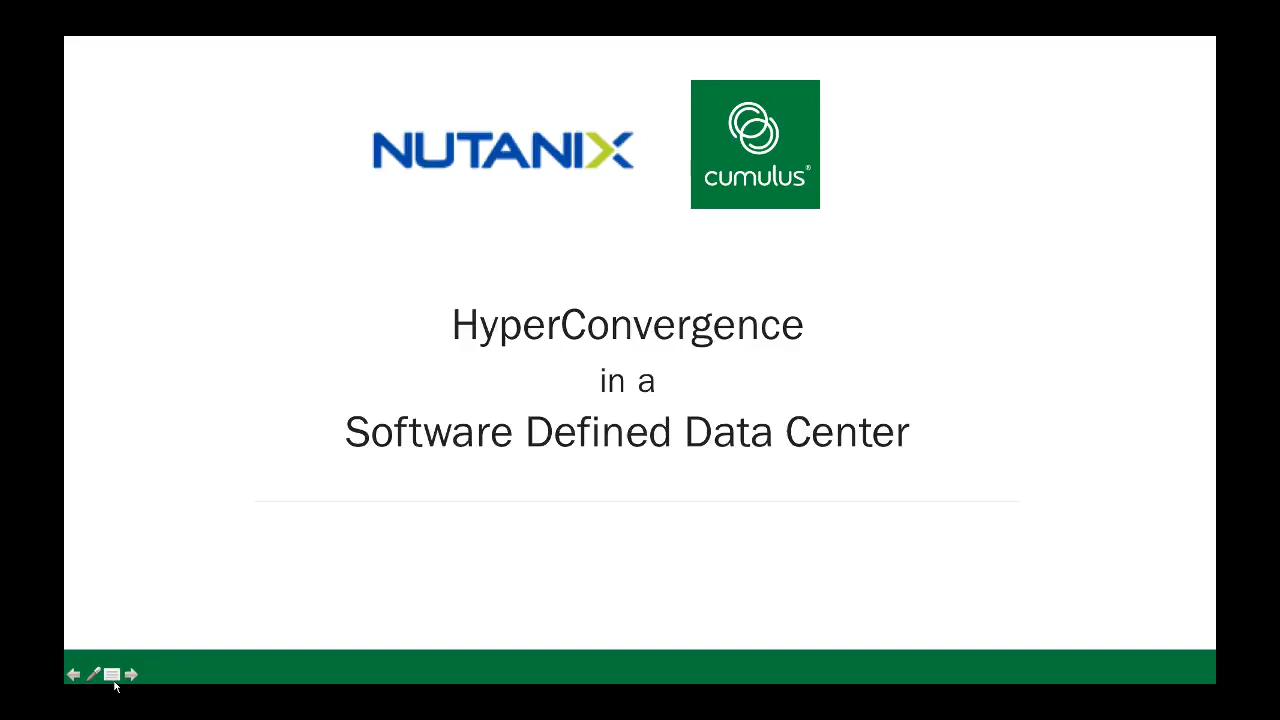 NUTANIX
cumulus®
HyperConvergence
in a
Software Defined Data Center